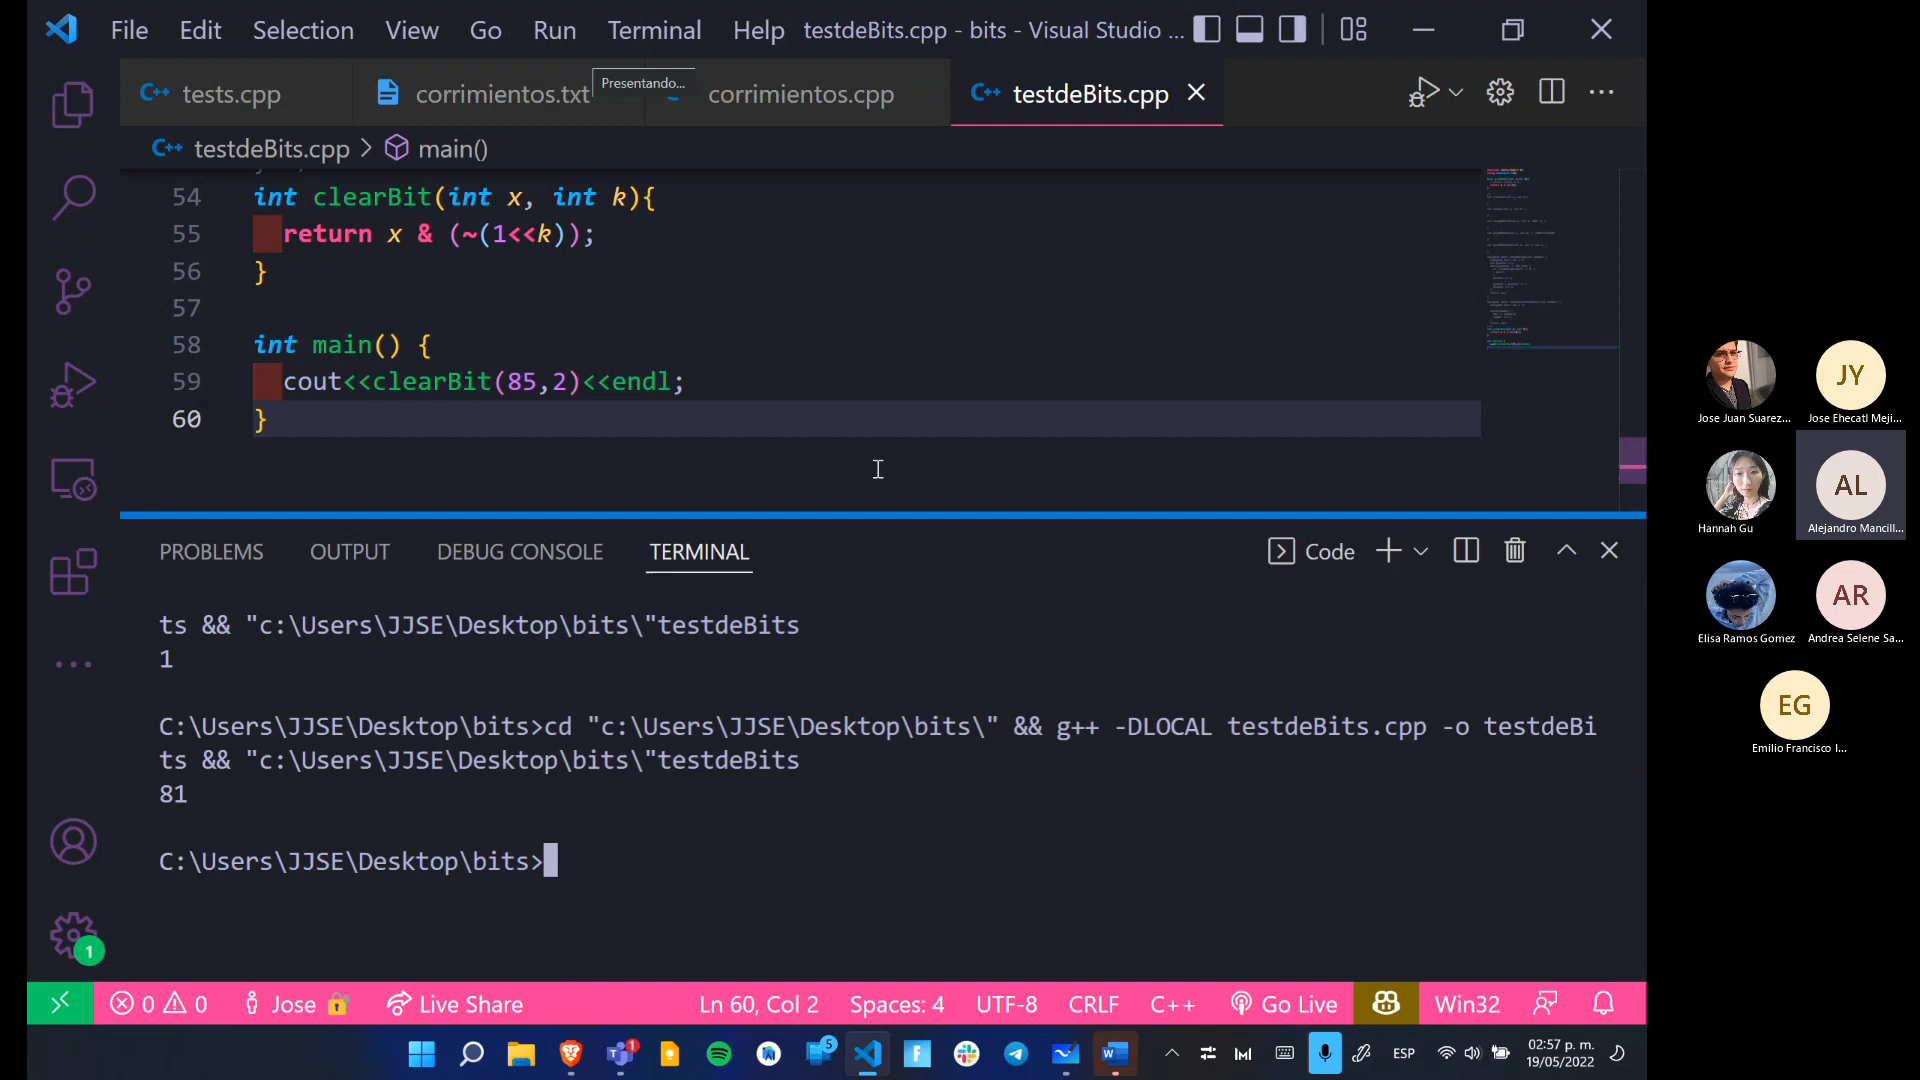 File Edit Selection View Go Run Terminal Help testdeBits.cpp - bits - Visual Studio ...
C++ tests.cpp corrimientos.txt Presentando... corrimientos.cpp C++ testdeBits.cpp
C++ testdeBits.cpp > main()
54 int clearBit(int x, int k){
55 return x & (~(1<<k));
56 }
57
58 int main() {
59 cout<<clearBit(85,2)<<endl;
60 }
PROBLEMS OUTPUT DEBUG CONSOLE TERMINAL Code
ts && "c:\Users\JJSE\Desktop\bits\"testdeBits
1
C:\Users\JJSE\Desktop\bits>cd "c:\Users\JJSE\Desktop\bits\" && g++ -DLOCAL testdeBits.cpp -o testdeBi
ts && "c:\Users\JJSE\Desktop\bits\"testdeBits
81
C:\Users\JJSE\Desktop\bits>
1
0 0 Jose Live Share Ln 60, Col 2 Spaces: 4 UTF-8 CRLF C++ Go Live Win32
1 5 ESP 02:57 p. m.
19/05/2022
JY
Jose Juan Suarez... Jose Ehecatl Meji...
AL
Hannah Gu Alejandro Mancill...
AR
Elisa Ramos Gomez Andrea Selene Sa...
EG
Emilio Francisco I...